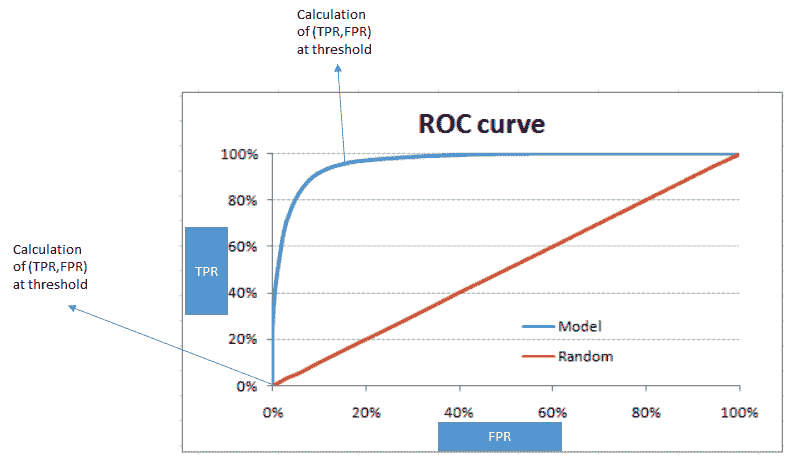 Calculation
of (TPR,FPR)
at threshold
ROC curve
100%
80%
60%
40%
20%
0%
Calculation
of (TPR,FPR)
at threshold
TPR
Model
Random
0%
20%
40%
60%
80%
100%
FPR